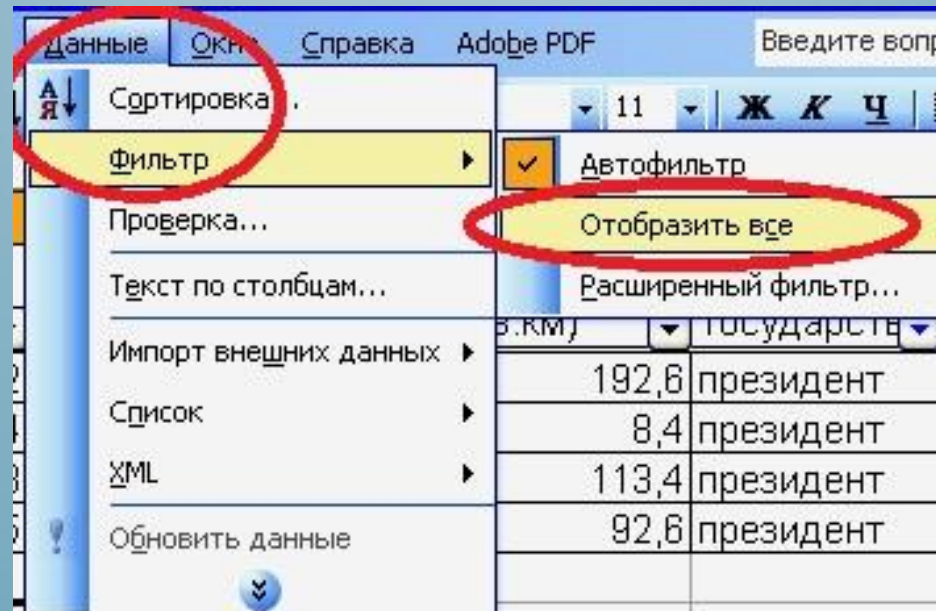 Данные Окно Справка Adobe PDF Введите вопр
Сортировка...
11 Ж К Ч
Фильтр Автофильтр
Проверка... Отобразить все
Текст по столбцам... Расширенный фильтр...
Импорт внешних данных
192,6 президент
Список 8,4 президент
XML 113,4 президент
Обновить данные 92,6 президент